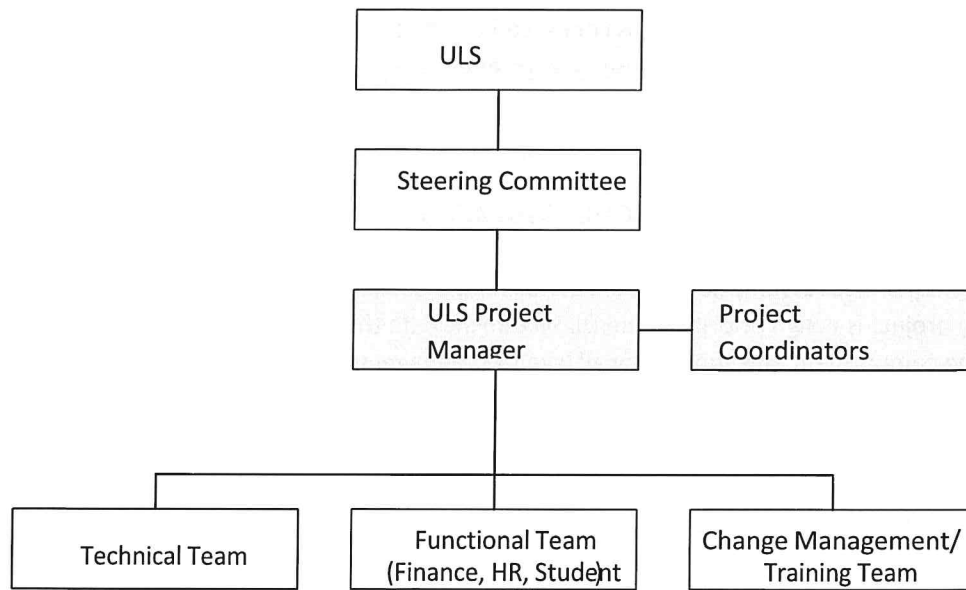 ULS
Steering Committee
ULS Project
Manager
Project
Coordinators
Technical Team
Functional Team
(Finance, HR, Student)
Change Management/
Training Team